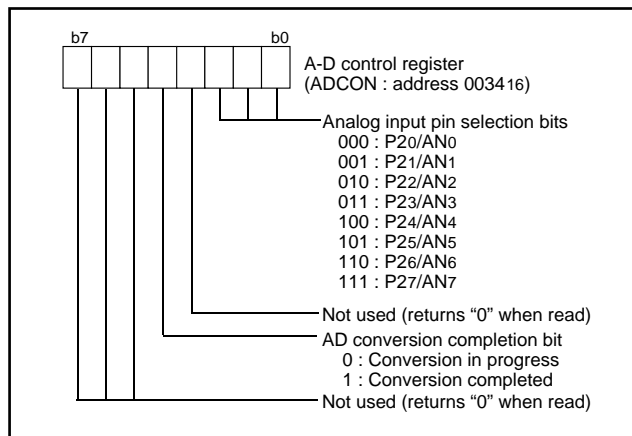 b7 b0
A-D control register
(ADCON : address 003416)
Analog input pin selection bits
000 : P20/AN0
001 : P21/AN1
010 : P22/AN2
011 : P23/AN3
100 : P24/AN4
101 : P25/AN5
110 : P26/AN6
111 : P27/AN7
Not used (returns “0” when read)
AD conversion completion bit
0 : Conversion in progress
1 : Conversion completed
Not used (returns “0” when read)